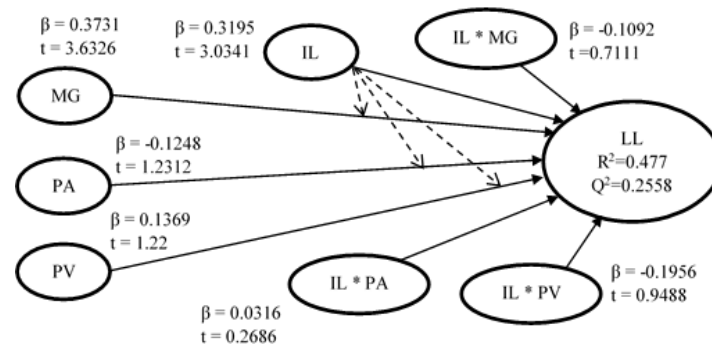 β = 0.3731
t = 3.6326
MG
β = 0.3195
t = 3.0341
IL
IL * MG
β = -0.1092
t =0.7111
β = -0.1248
t = 1.2312
PA
LL
R²=0.477
Q²=0.2558
β = 0.1369
t = 1.22
PV
β = 0.0316
t = 0.2686
IL * PA
IL * PV
β = -0.1956
t = 0.9488